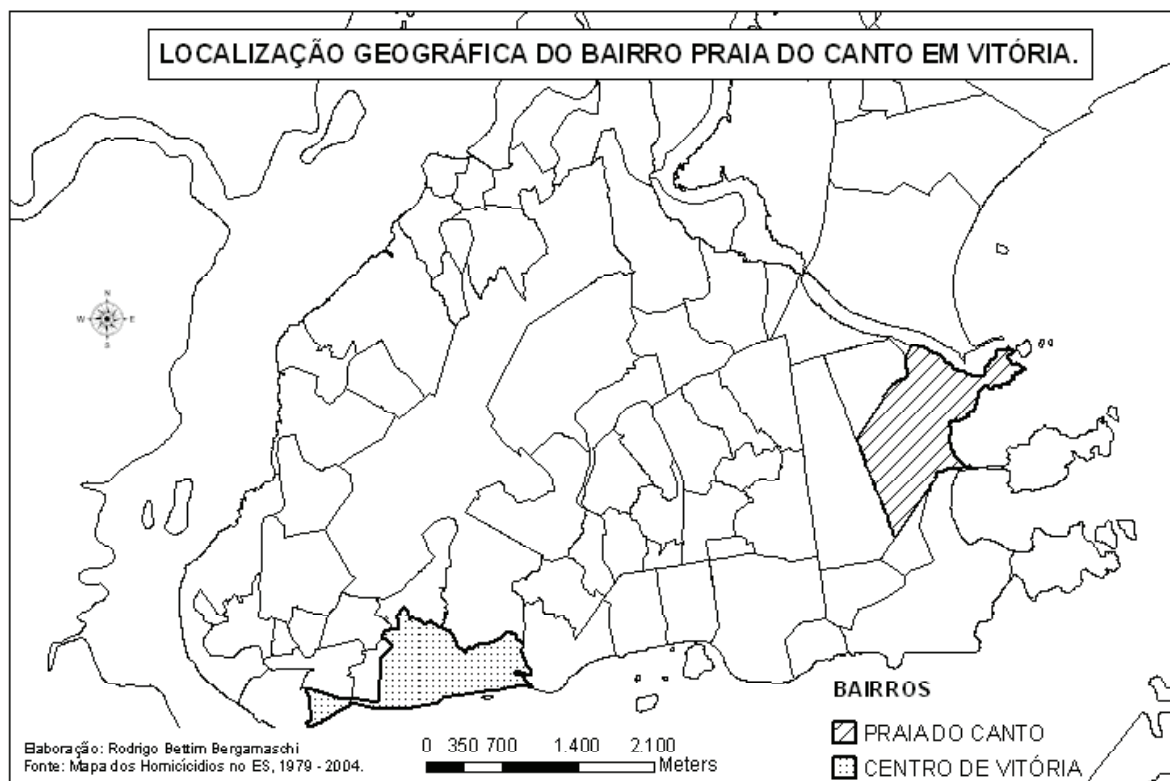 LOCALIZAÇÃO GEOGRÁFICA DO BAIRRO PRAIA DO CANTO EM VITÓRIA.
N
W E
S
BAIRROS
PRAIA DO CANTO
CENTRO DE VITÓRIA
0 350 700 1.400 2.100
Meters
Elaboração: Rodrigo Bettim Bergamaschi
Fonte: Mapa dos Homicícidios no ES, 1979 - 2004.